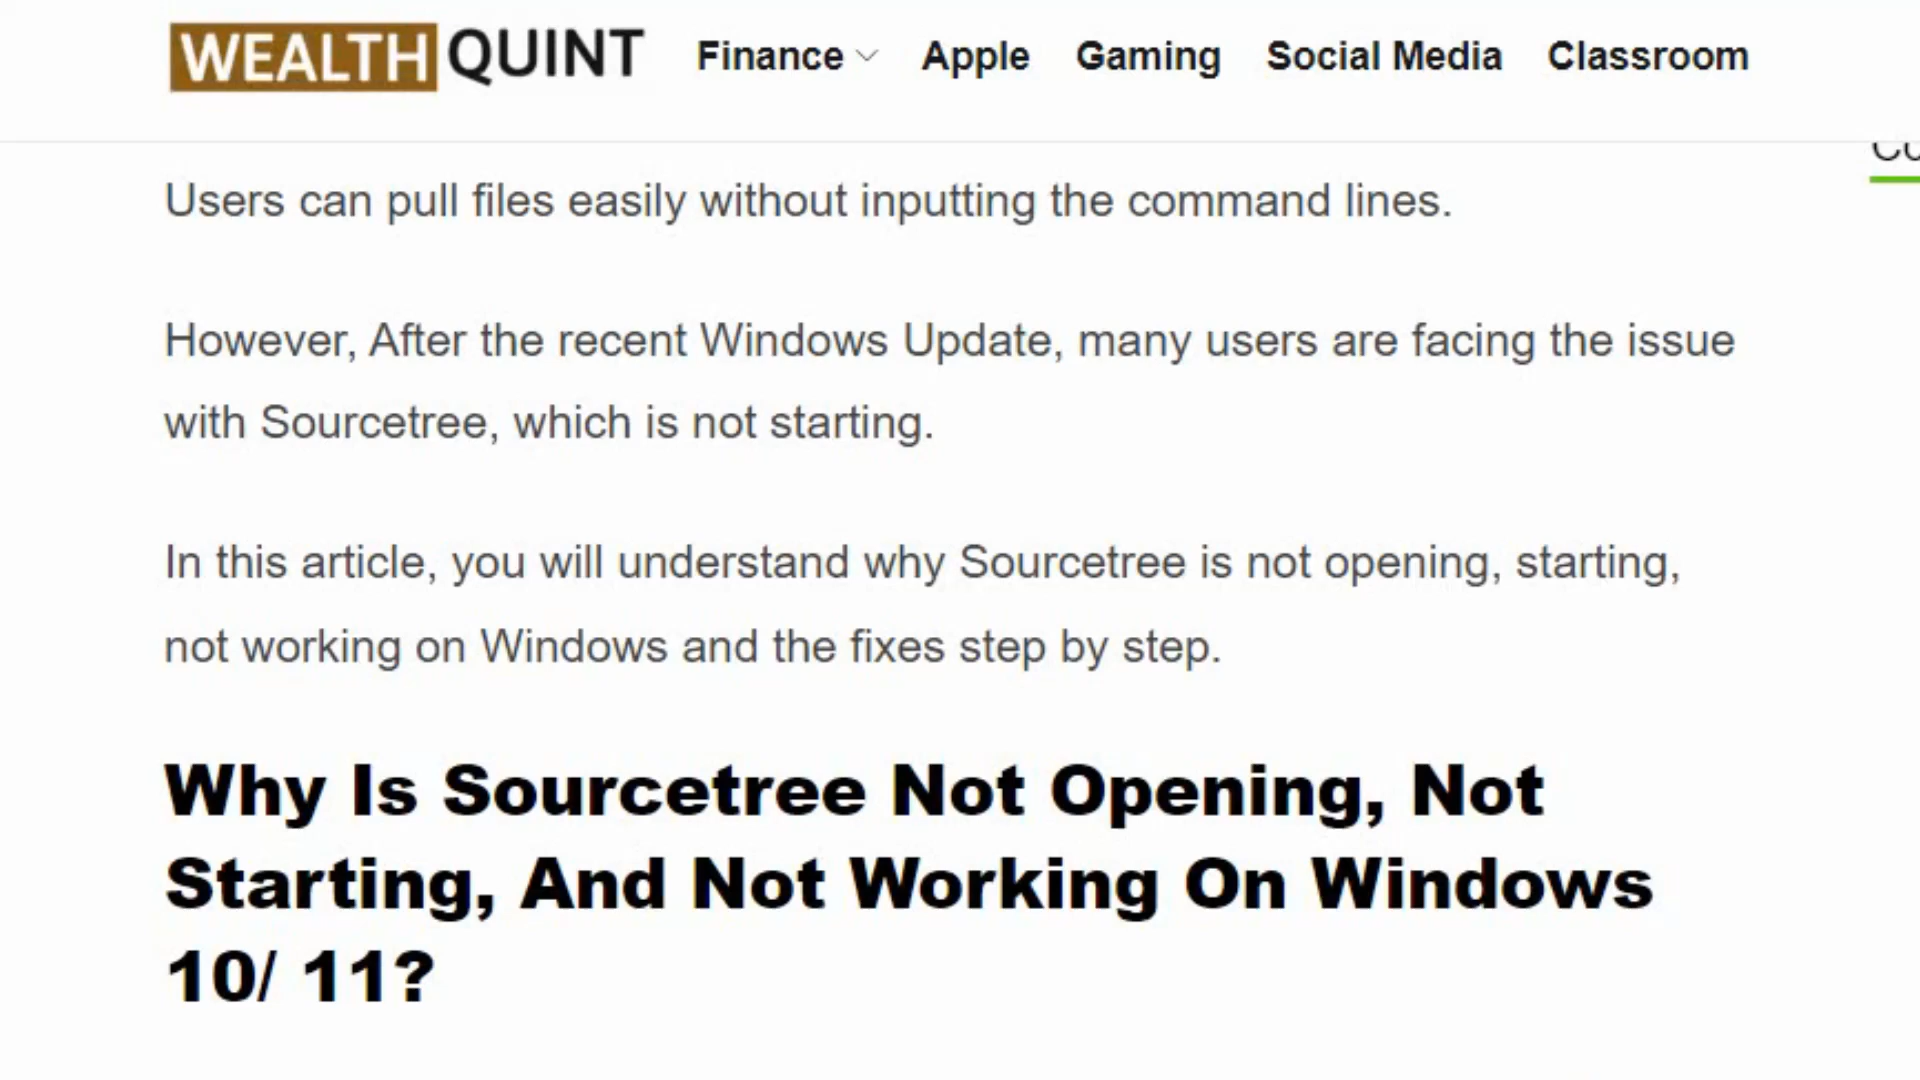 WEALTH QUINT Finance Apple Gaming Social Media Classroom
Users can pull files easily without inputting the command lines.
However, After the recent Windows Update, many users are facing the issue
with Sourcetree, which is not starting.
In this article, you will understand why Sourcetree is not opening, starting,
not working on Windows and the fixes step by step.
Why Is Sourcetree Not Opening, Not
Starting, And Not Working On Windows
10/ 11?